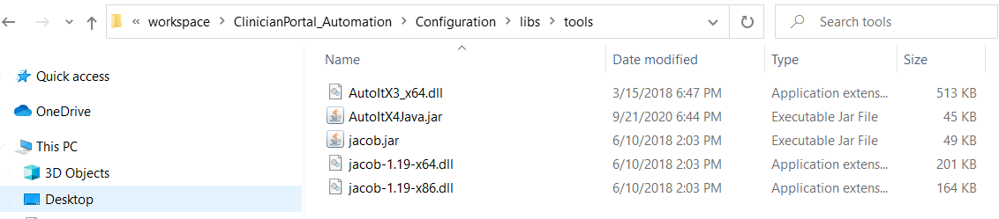 « workspace > ClinicianPortal_Automation > Configuration > libs > tools
Search tools
Quick access
OneDrive
This PC
3D Objects
Desktop
Name Date modified Type Size
AutoItX3_x64.dll 3/15/2018 6:47 PM Application extens... 513 KB
AutoItX4Java.jar 9/21/2020 6:44 PM Executable Jar File 45 KB
jacob.jar 6/10/2018 2:03 PM Executable Jar File 49 KB
jacob-1.19-x64.dll 6/10/2018 2:03 PM Application extens... 201 KB
jacob-1.19-x86.dll 6/10/2018 2:03 PM Application extens... 164 KB